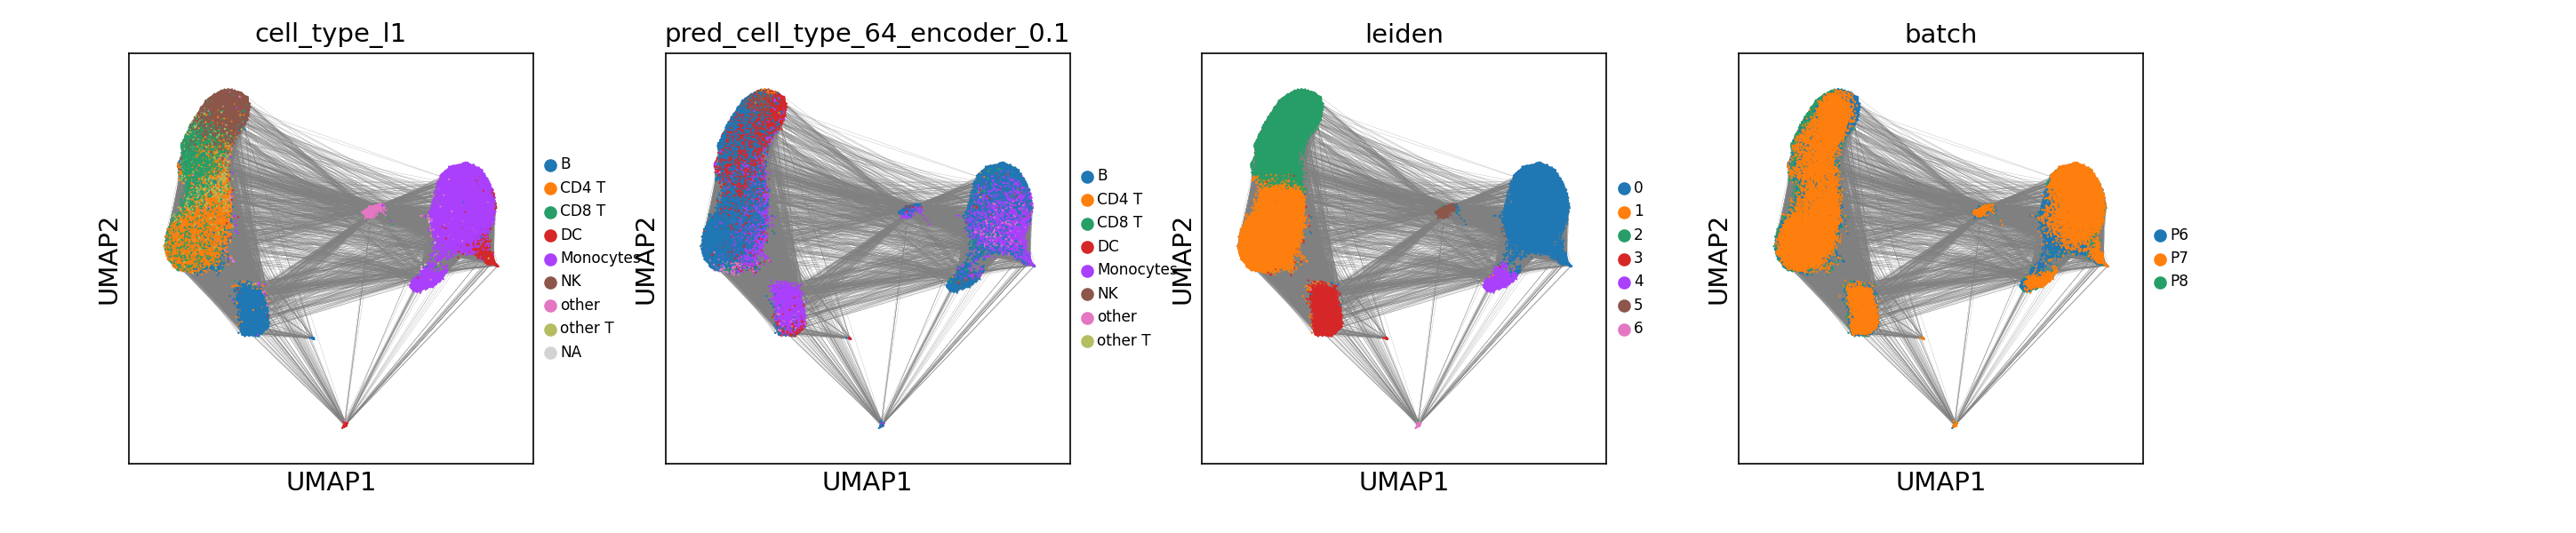 cell_type_l1
UMAP2
UMAP1
B
CD4 T
CD8 T
DC
Monocytes
NK
other
other T
NA
pred_cell_type_64_encoder_0.1
UMAP2
UMAP1
B
CD4 T
CD8 T
DC
Monocytes
NK
other
other T
leiden
UMAP2
UMAP1
0
1
2
3
4
5
6
batch
UMAP2
UMAP1
P6
P7
P8